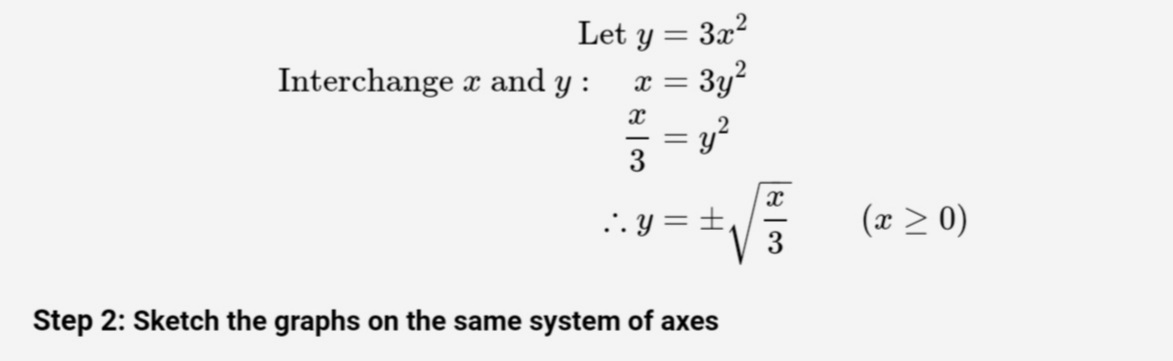 Let y = 3x²
Interchange x and y : x = 3y²
x/3 = y²
∴ y = ±√(x/3) (x ≥ 0)
Step 2: Sketch the graphs on the same system of axes